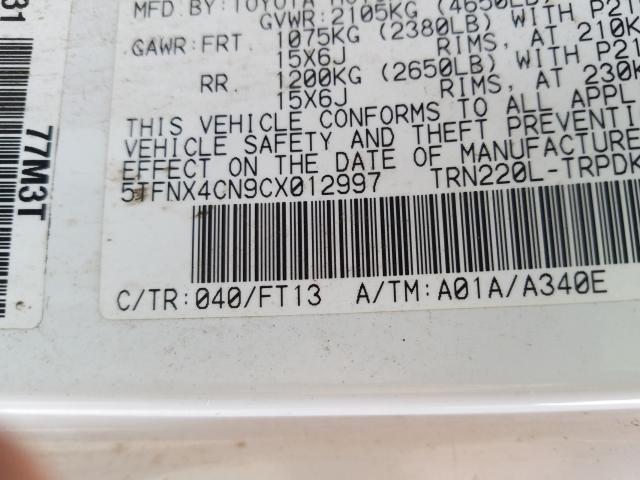 MFD. BY: TOYOTA
GVWR: 2105KG (4650LB)
GAWR: FRT. 1075KG (2380LB) WITH
15X6J RIMS, AT 210K
RR. 1200KG (2650LB) WITH
15X6J RIMS, AT 230K
THIS VEHICLE CONFORMS TO ALL APPL
VEHICLE SAFETY AND THEFT PREVENTI
EFFECT ON THE DATE OF MANUFACTURE
5TFNX4CN9CX012997 TRN220L-TRPDK
C/TR:040/FT13 A/TM:A01A/A340E
31
77M3T